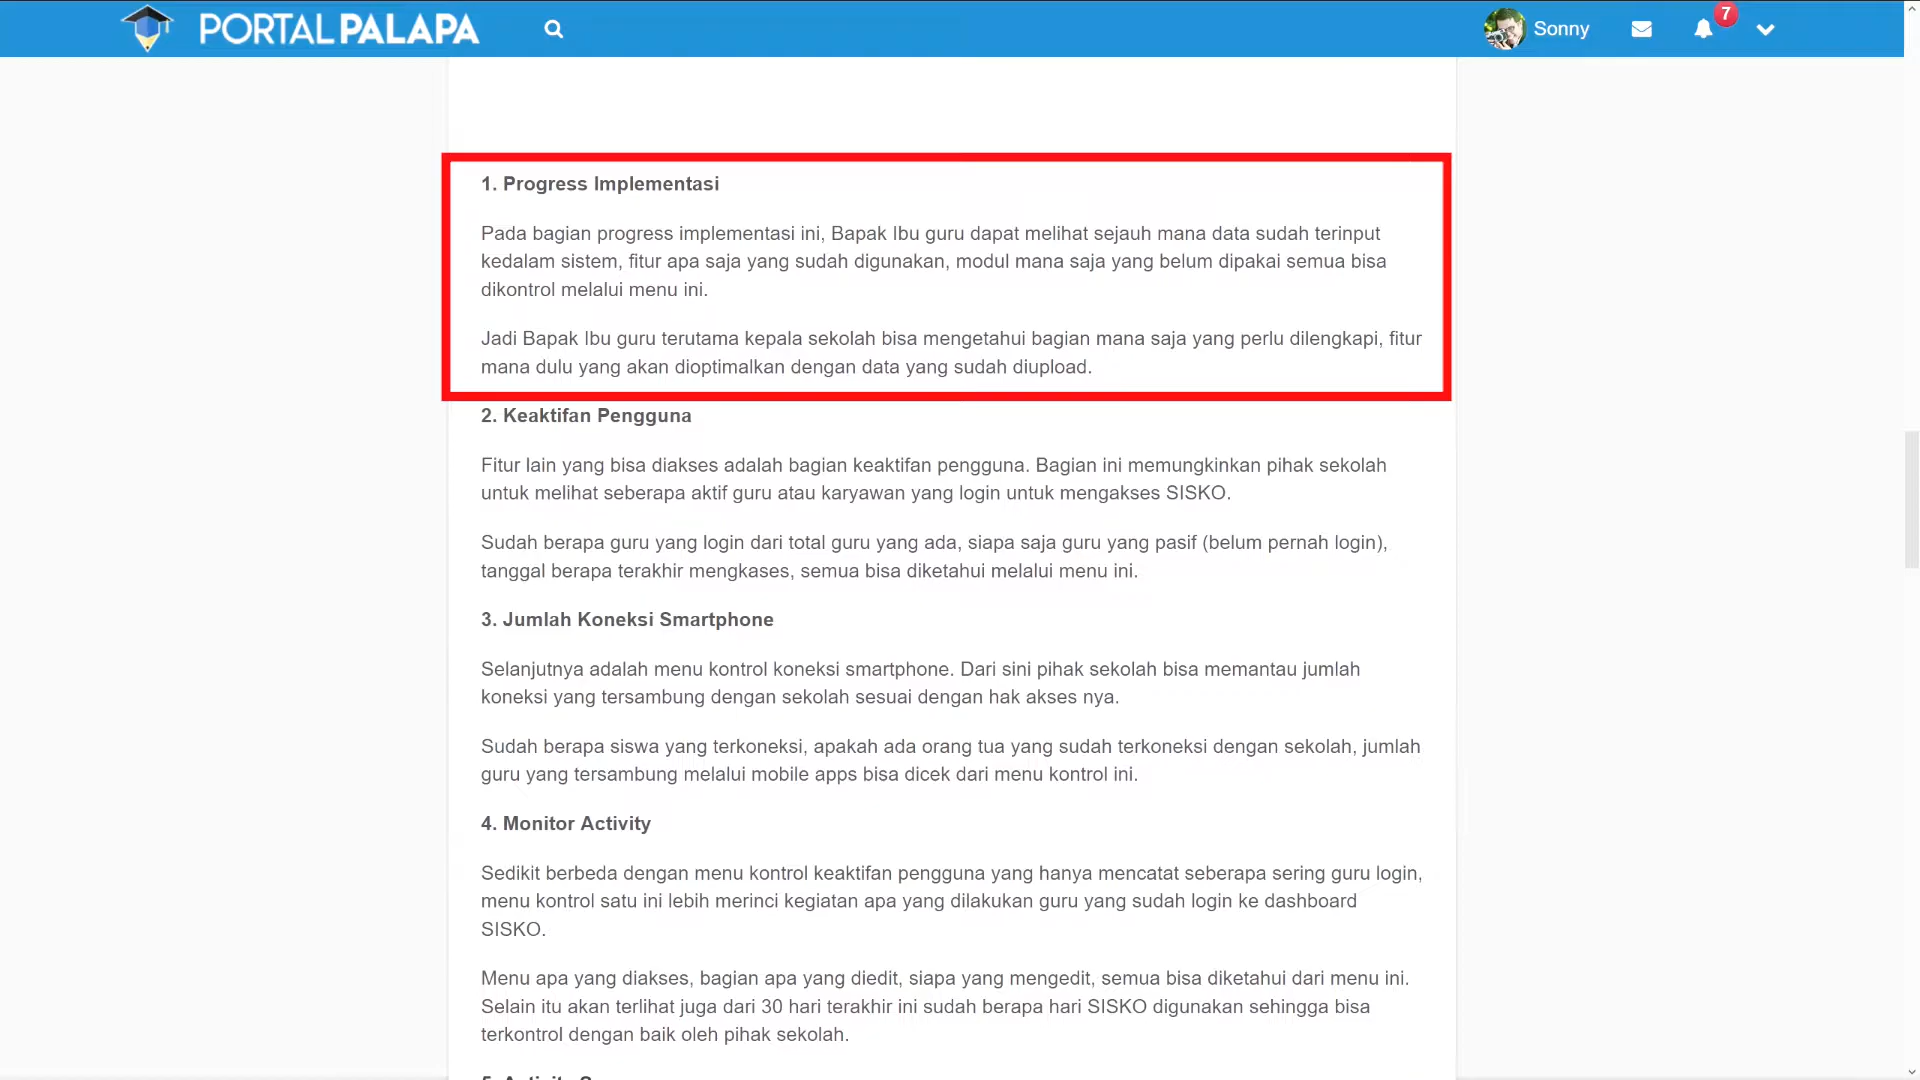 PORTAL PALAPA
Sonny
7
1. Progress Implementasi
Pada bagian progress implementasi ini, Bapak Ibu guru dapat melihat sejauh mana data sudah terinput
kedalam sistem, fitur apa saja yang sudah digunakan, modul mana saja yang belum dipakai semua bisa
dikontrol melalui menu ini.
Jadi Bapak Ibu guru terutama kepala sekolah bisa mengetahui bagian mana saja yang perlu dilengkapi, fitur
mana dulu yang akan dioptimalkan dengan data yang sudah diupload.
2. Keaktifan Pengguna
Fitur lain yang bisa diakses adalah bagian keaktifan pengguna. Bagian ini memungkinkan pihak sekolah
untuk melihat seberapa aktif guru atau karyawan yang login untuk mengakses SISKO.
Sudah berapa guru yang login dari total guru yang ada, siapa saja guru yang pasif (belum pernah login),
tanggal berapa terakhir mengkases, semua bisa diketahui melalui menu ini.
3. Jumlah Koneksi Smartphone
Selanjutnya adalah menu kontrol koneksi smartphone. Dari sini pihak sekolah bisa memantau jumlah
koneksi yang tersambung dengan sekolah sesuai dengan hak akses nya.
Sudah berapa siswa yang terkoneksi, apakah ada orang tua yang sudah terkoneksi dengan sekolah, jumlah
guru yang tersambung melalui mobile apps bisa dicek dari menu kontrol ini.
4. Monitor Activity
Sedikit berbeda dengan menu kontrol keaktifan pengguna yang hanya mencatat seberapa sering guru login,
menu kontrol satu ini lebih merinci kegiatan apa yang dilakukan guru yang sudah login ke dashboard
SISKO.
Menu apa yang diakses, bagian apa yang diedit, siapa yang mengedit, semua bisa diketahui dari menu ini.
Selain itu akan terlihat juga dari 30 hari terakhir ini sudah berapa hari SISKO digunakan sehingga bisa
terkontrol dengan baik oleh pihak sekolah.